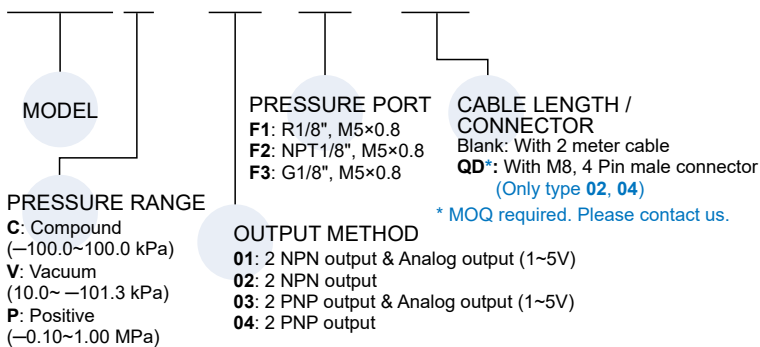 MODEL
PRESSURE RANGE
C: Compound
(—100.0~100.0 kPa)
V: Vacuum
(10.0~ —101.3 kPa)
P: Positive
(—0.10~1.00 MPa)
OUTPUT METHOD
01: 2 NPN output & Analog output (1~5V)
02: 2 NPN output
03: 2 PNP output & Analog output (1~5V)
04: 2 PNP output
PRESSURE PORT
F1: R1/8", M5×0.8
F2: NPT1/8", M5×0.8
F3: G1/8", M5×0.8
CABLE LENGTH /
CONNECTOR
Blank: With 2 meter cable
QD*: With M8, 4 Pin male connector
(Only type 02, 04)
* MOQ required. Please contact us.